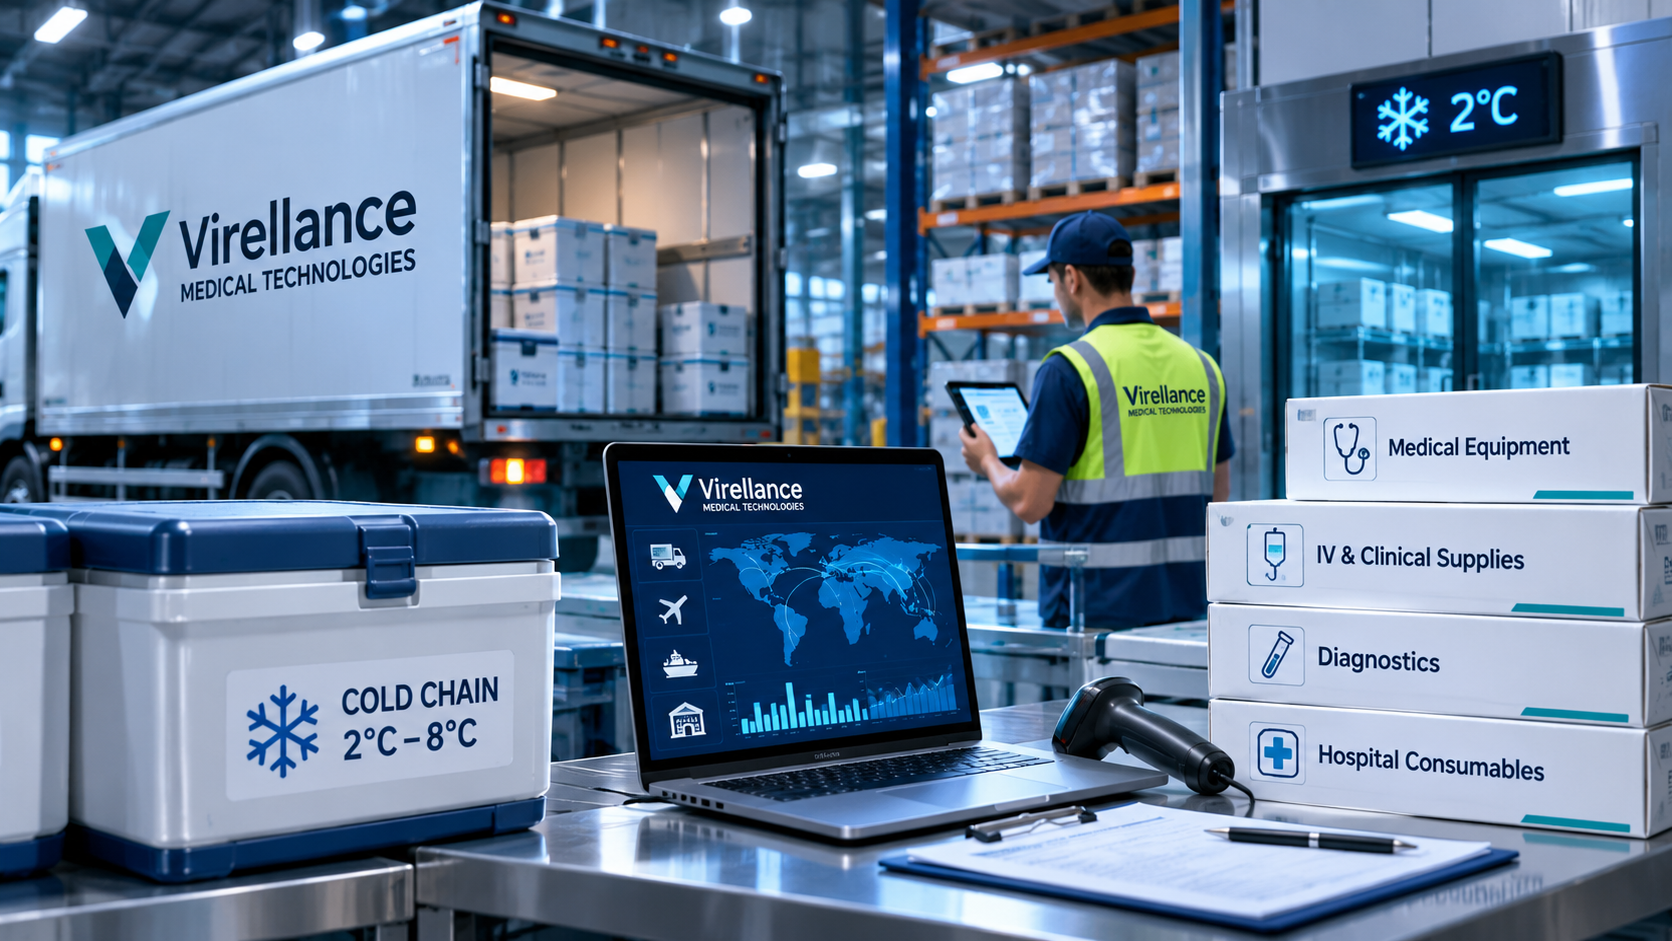 Virellance
MEDICAL TECHNOLOGIES
2°C
Virellance
MEDICAL TECHNOLOGIES
Virellance
MEDICAL TECHNOLOGIES
COLD CHAIN
2°C – 8°C
Medical Equipment
IV & Clinical Supplies
Diagnostics
Hospital Consumables